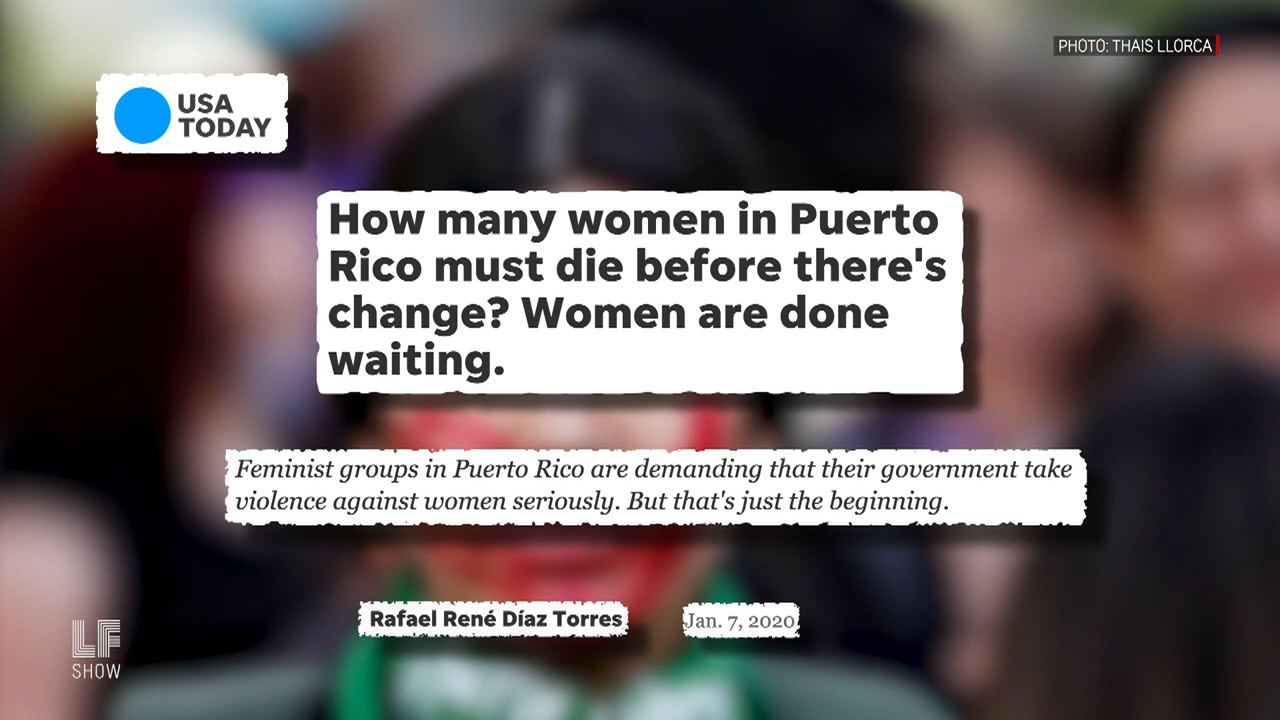 PHOTO: THAIS LLORCA
USA
TODAY
How many women in Puerto
Rico must die before there's
change? Women are done
waiting.
Feminist groups in Puerto Rico are demanding that their government take
violence against women seriously. But that's just the beginning.
Rafael René Díaz Torres
Jan. 7, 2020
LF
SHOW